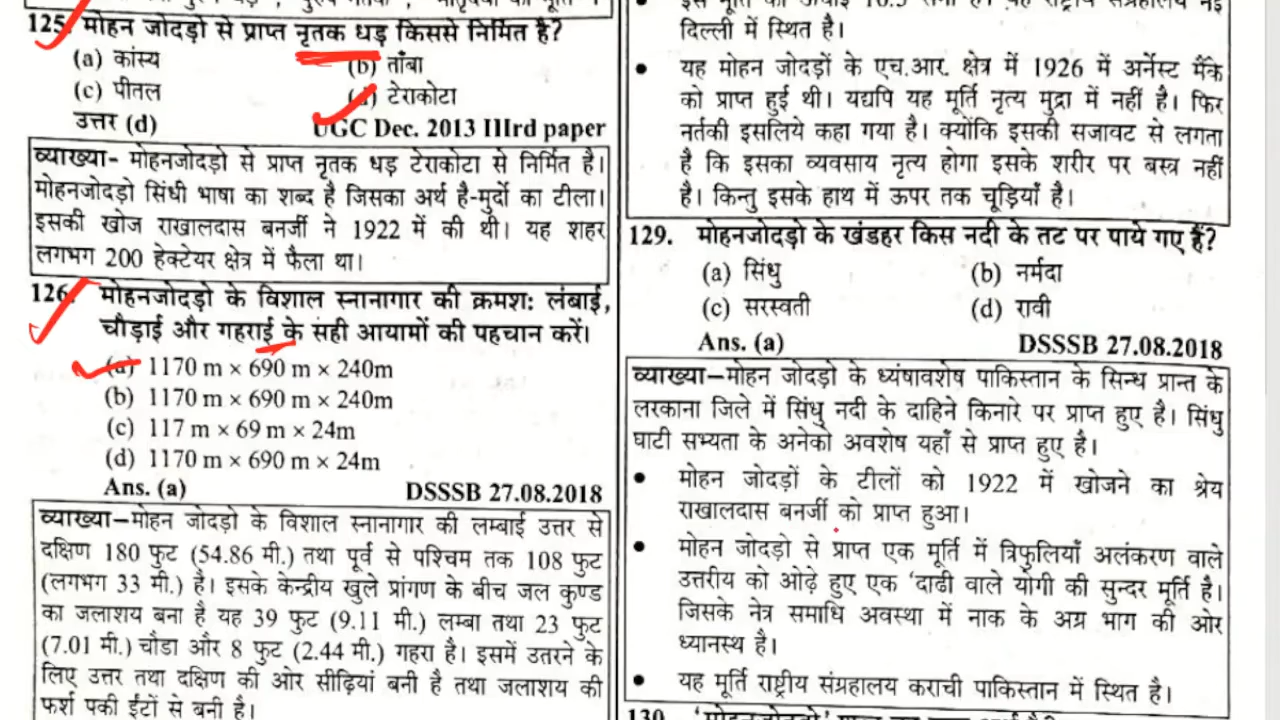 125. मोहन जोदड़ो से प्राप्त नृतक धड़ किससे निर्मित है?
(a) कांस्य (b) ताँबा
(c) पीतल (d) टेराकोटा
उत्तर (d) UGC Dec. 2013 IIIrd paper
व्याख्या- मोहनजोदड़ो से प्राप्त नृतक धड़ टेराकोटा से निर्मित है।
मोहनजोदड़ो सिंधी भाषा का शब्द है जिसका अर्थ है-मुर्दो का टीला।
इसकी खोज राखालदास बनर्जी ने 1922 में की थी। यह शहर
लगभग 200 हेक्टेयर क्षेत्र में फैला था।
126. मोहनजोदड़ो के विशाल स्नानागार की क्रमश: लंबाई,
चौड़ाई और गहराई के सही आयामों की पहचान करें।
(a) 1170 m × 690 m × 240m
(b) 1170 m × 690 m × 240m
(c) 117 m × 69 m × 24m
(d) 1170 m × 690 m × 24m
Ans. (a) DSSSB 27.08.2018
व्याख्या–मोहन जोदड़ो के विशाल स्नानागार की लम्बाई उत्तर से
दक्षिण 180 फुट (54.86 मी.) तथा पूर्व से पश्चिम तक 108 फुट
(लगभग 33 मी.) है। इसके केन्द्रीय खुले प्रांगण के बीच जल कुण्ड
का जलाशय बना है यह 39 फुट (9.11 मी.) लम्बा तथा 23 फुट
(7.01 मी.) चौडा और 8 फुट (2.44 मी.) गहरा है। इसमें उतरने के
लिए उत्तर तथा दक्षिण की ओर सीढ़ियां बनी है तथा जलाशय की
फर्श पकी ईंटों से बनी है।
दिल्ली में स्थित है।
• यह मोहन जोदड़ों के एच.आर. क्षेत्र में 1926 में अर्नेस्ट मैके
को प्राप्त हुई थी। यद्यपि यह मूर्ति नृत्य मुद्रा में नहीं है। फिर
नर्तकी इसलिये कहा गया है। क्योंकि इसकी सजावट से लगता
है कि इसका व्यवसाय नृत्य होगा इसके शरीर पर बस्त्र नहीं
है। किन्तु इसके हाथ में ऊपर तक चूड़ियाँ है।
129. मोहनजोदड़ो के खंडहर किस नदी के तट पर पाये गए हैं?
(a) सिंधु (b) नर्मदा
(c) सरस्वती (d) रावी
Ans. (a) DSSSB 27.08.2018
व्याख्या–मोहन जोदड़ो के ध्यंषावशेष पाकिस्तान के सिन्ध प्रान्त के
लरकाना जिले में सिंधु नदी के दाहिने किनारे पर प्राप्त हुए है। सिंधु
घाटी सभ्यता के अनेको अवशेष यहाँ से प्राप्त हुए है।
• मोहन जोदड़ों के टीलों को 1922 में खोजने का श्रेय
राखालदास बनर्जी को प्राप्त हुआ।
• मोहन जोदड़ो से प्राप्त एक मूर्ति में त्रिफुलियाँ अलंकरण वाले
उत्तरीय को ओढ़े हुए एक ‘दाढी वाले योगी की सुन्दर मूर्ति है।
जिसके नेत्र समाधि अवस्था में नाक के अग्र भाग की ओर
ध्यानस्थ है।
• यह मूर्ति राष्ट्रीय संग्रहालय कराची पाकिस्तान में स्थित है।